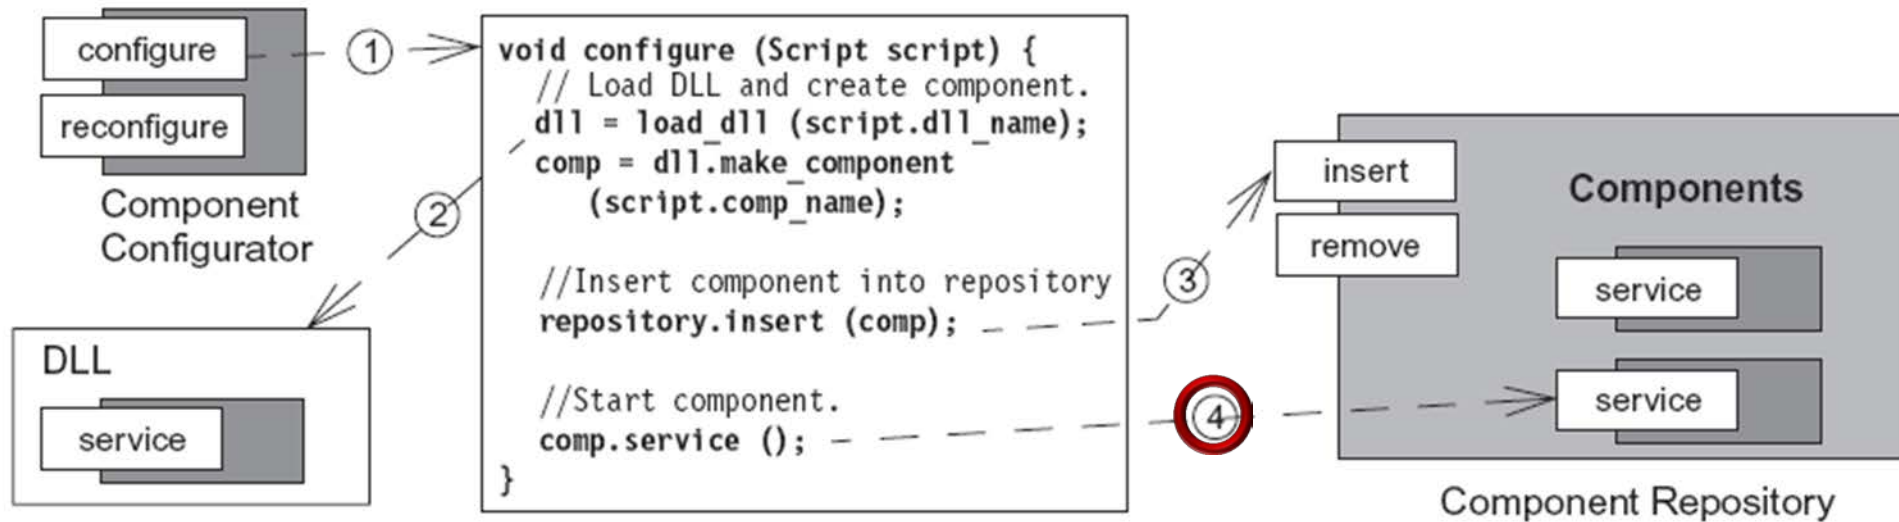 configure
reconfigure
Component
Configurator
1
2
DLL
service
void configure (Script script) {
// Load DLL and create component.
dll = load_dll (script.dll_name);
comp = dll.make_component
(script.comp_name);
//Insert component into repository
repository.insert (comp);
//Start component.
comp.service ();
}
3
4
insert
remove
Components
service
service
Component Repository